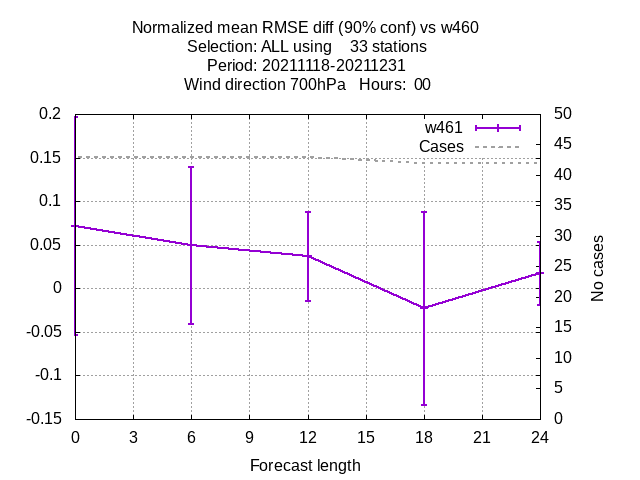 Normalized mean RMSE diff (90% conf) vs w460
Selection: ALL using 33 stations
Period: 20211118-20211231
Wind direction 700hPa Hours: 00
w461
Cases
0.2
0.15
0.1
0.05
0
-0.05
-0.1
-0.15
50
45
40
35
30
25
20
15
10
5
0
No cases
0 3 6 9 12 15 18 21 24
Forecast length